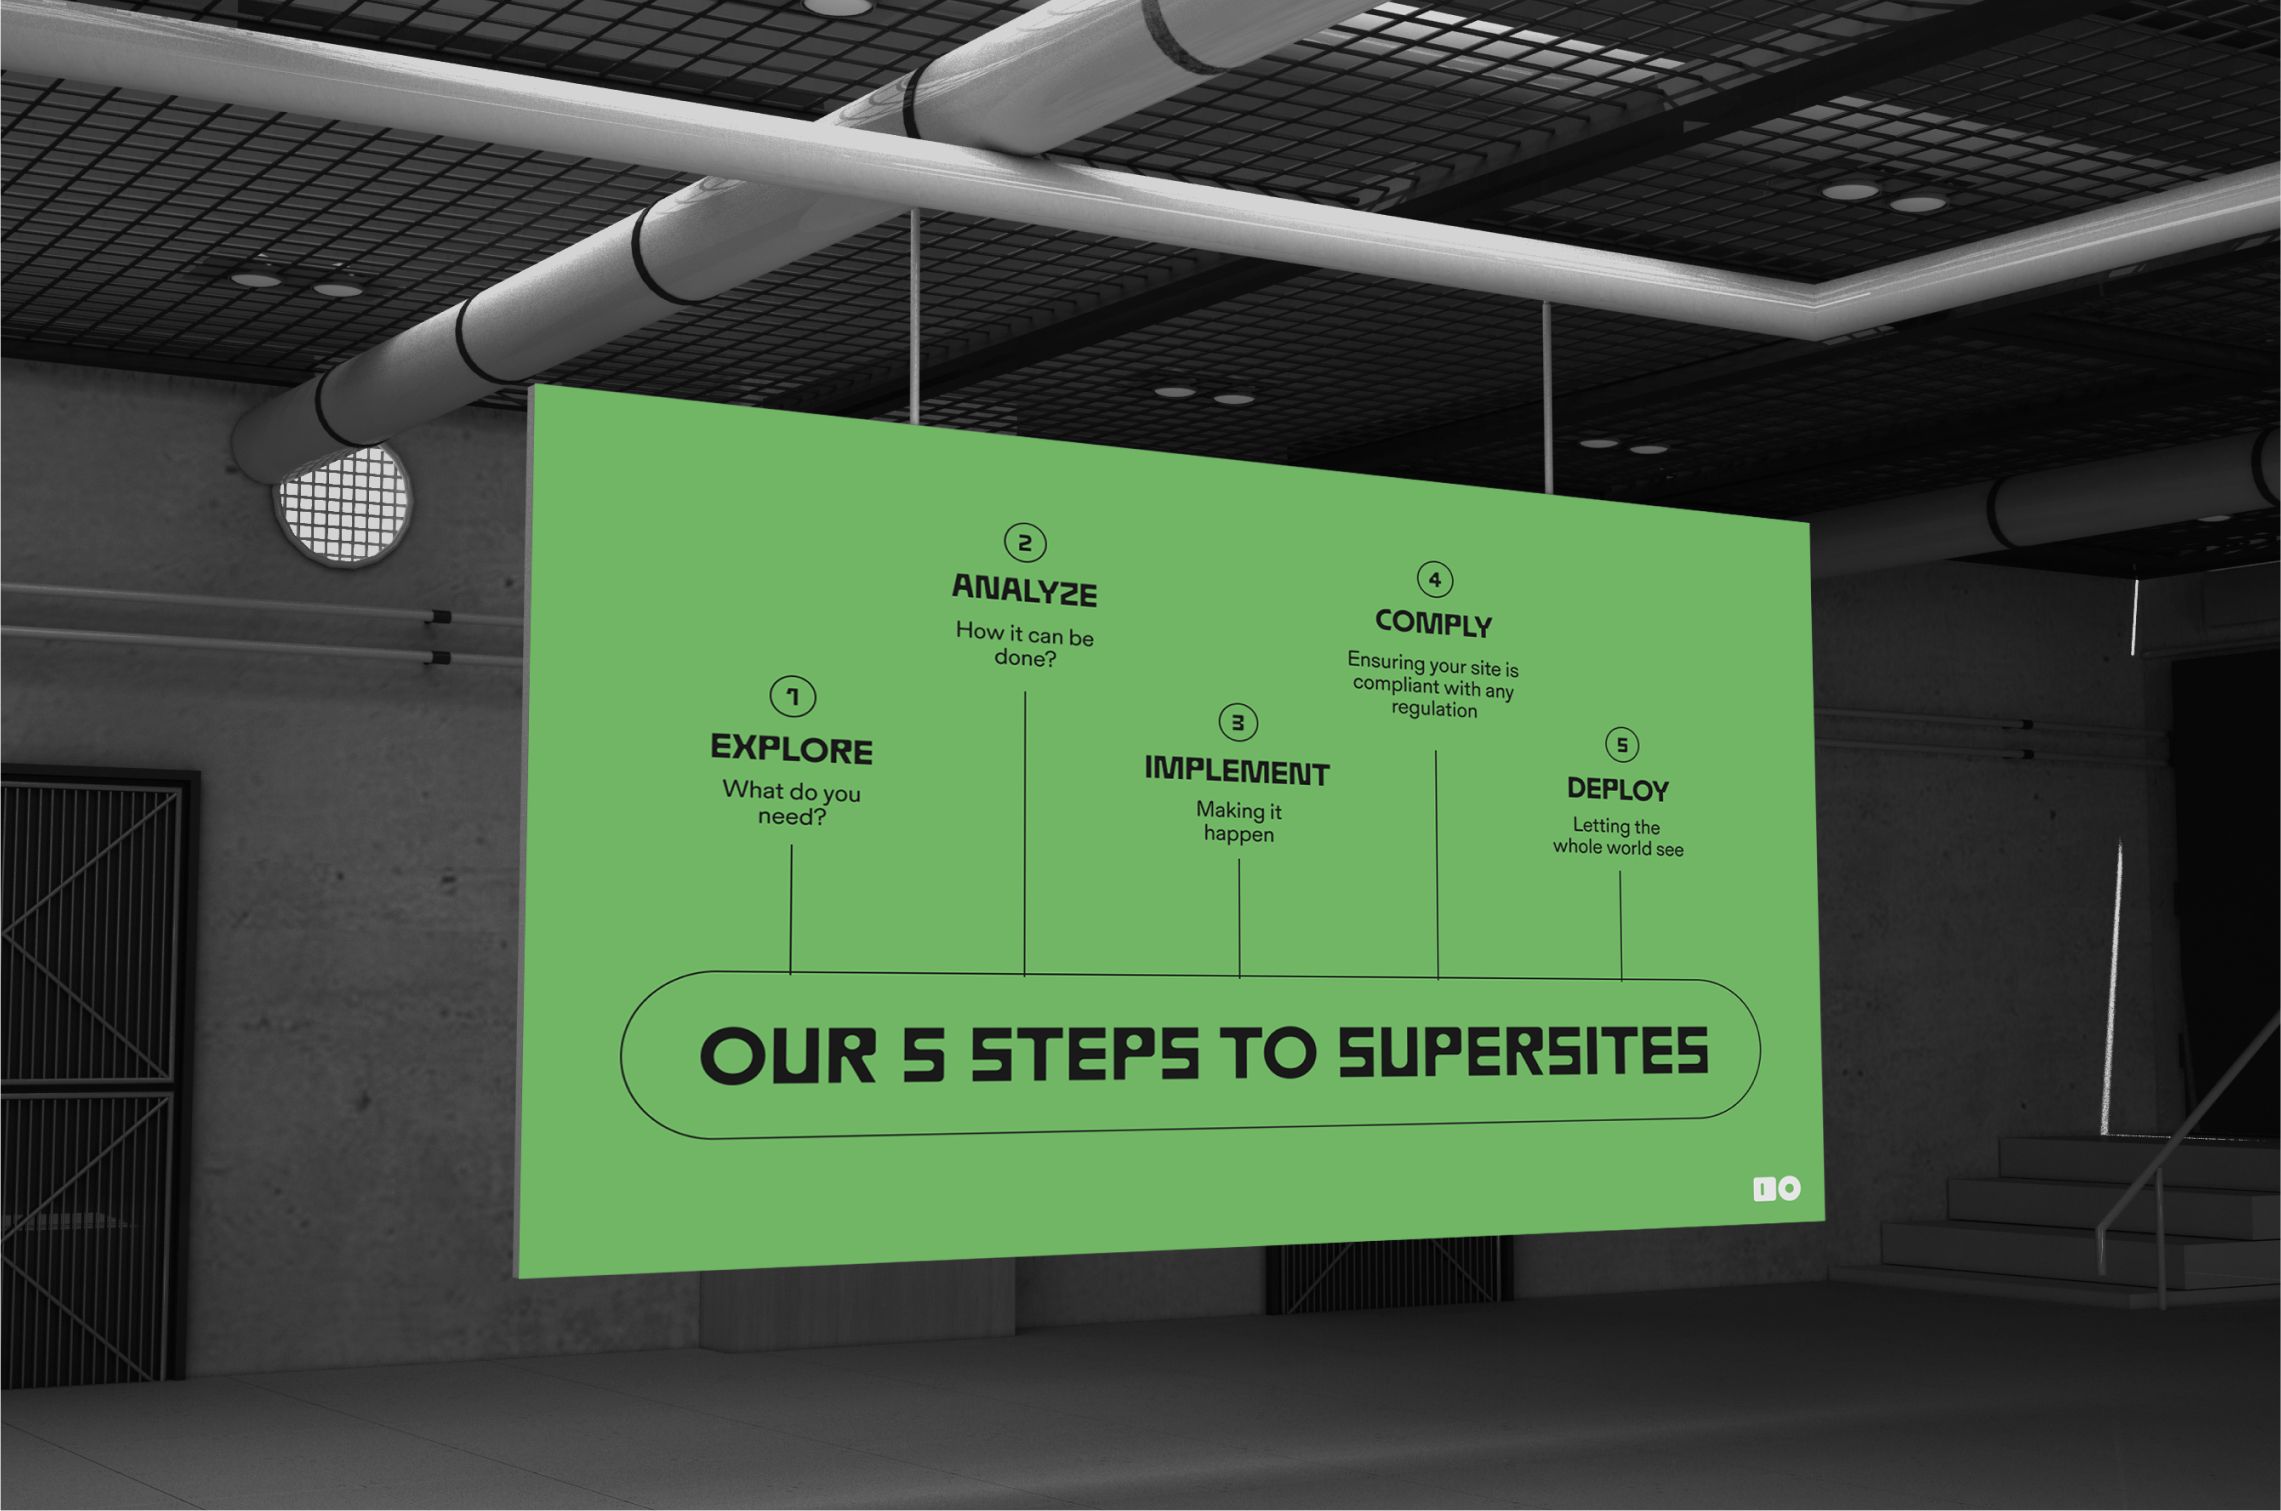 1
EXPLORE
What do you
need?
2
ANALYZE
How it can be
done?
3
IMPLEMENT
Making it
happen
4
COMPLY
Ensuring your site is
compliant with any
regulation
5
DEPLOY
Letting the
whole world see
OUR 5 STEPS TO SUPERSITES
IO